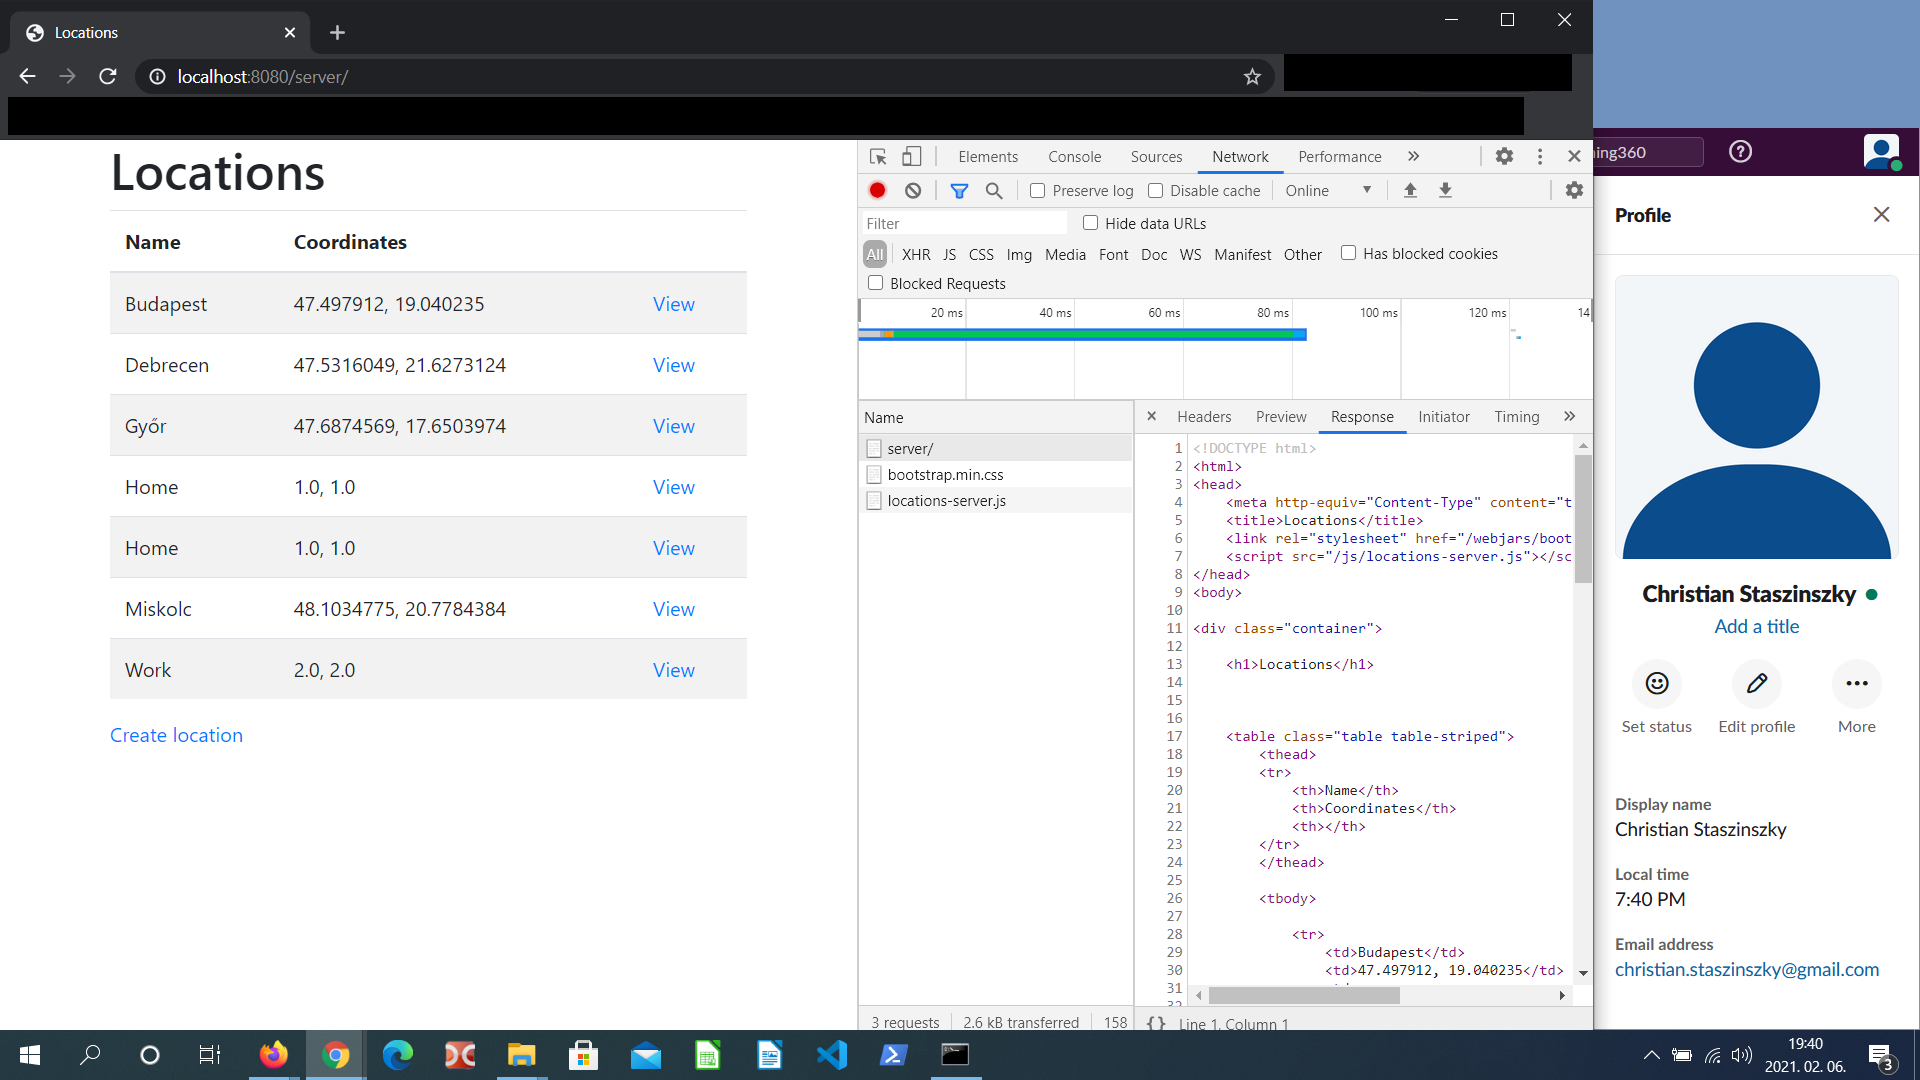 Locations
localhost:8080/server/
Locations
Name Coordinates
Budapest 47.497912, 19.040235 View
Debrecen 47.5316049, 21.6273124 View
Győr 47.6874569, 17.6503974 View
Home 1.0, 1.0 View
Home 1.0, 1.0 View
Miskolc 48.1034775, 20.7784384 View
Work 2.0, 2.0 View
Create location
Elements Console Sources Network Performance
Preserve log Disable cache Online
Filter Hide data URLs
All XHR JS CSS Img Media Font Doc WS Manifest Other Has blocked cookies
Blocked Requests
20 ms 40 ms 60 ms 80 ms 100 ms 120 ms 14
Name
server/
bootstrap.min.css
locations-server.js
3 requests 2.6 kB transferred 158
Headers Preview Response Initiator Timing
1 <!DOCTYPE html>
2 <html>
3 <head>
4 <meta http-equiv="Content-Type" content="t
5 <title>Locations</title>
6 <link rel="stylesheet" href="/webjars/boot
7 <script src="/js/locations-server.js"></sc
8 </head>
9 <body>
10
11 <div class="container">
12
13 <h1>Locations</h1>
14
15
16
17 <table class="table table-striped">
18 <thead>
19 <tr>
20 <th>Name</th>
21 <th>Coordinates</th>
22 <th></th>
23 </tr>
24 </thead>
25
26 <tbody>
27
28 <tr>
29 <td>Budapest</td>
30 <td>47.497912, 19.040235</td>
31
{} Line 1, Column 1
ning360
Profile
Christian Staszinszky
Add a title
Set status Edit profile More
Display name
Christian Staszinszky
Local time
7:40 PM
Email address
christian.staszinszky@gmail.com
19:40
2021. 02. 06.
3